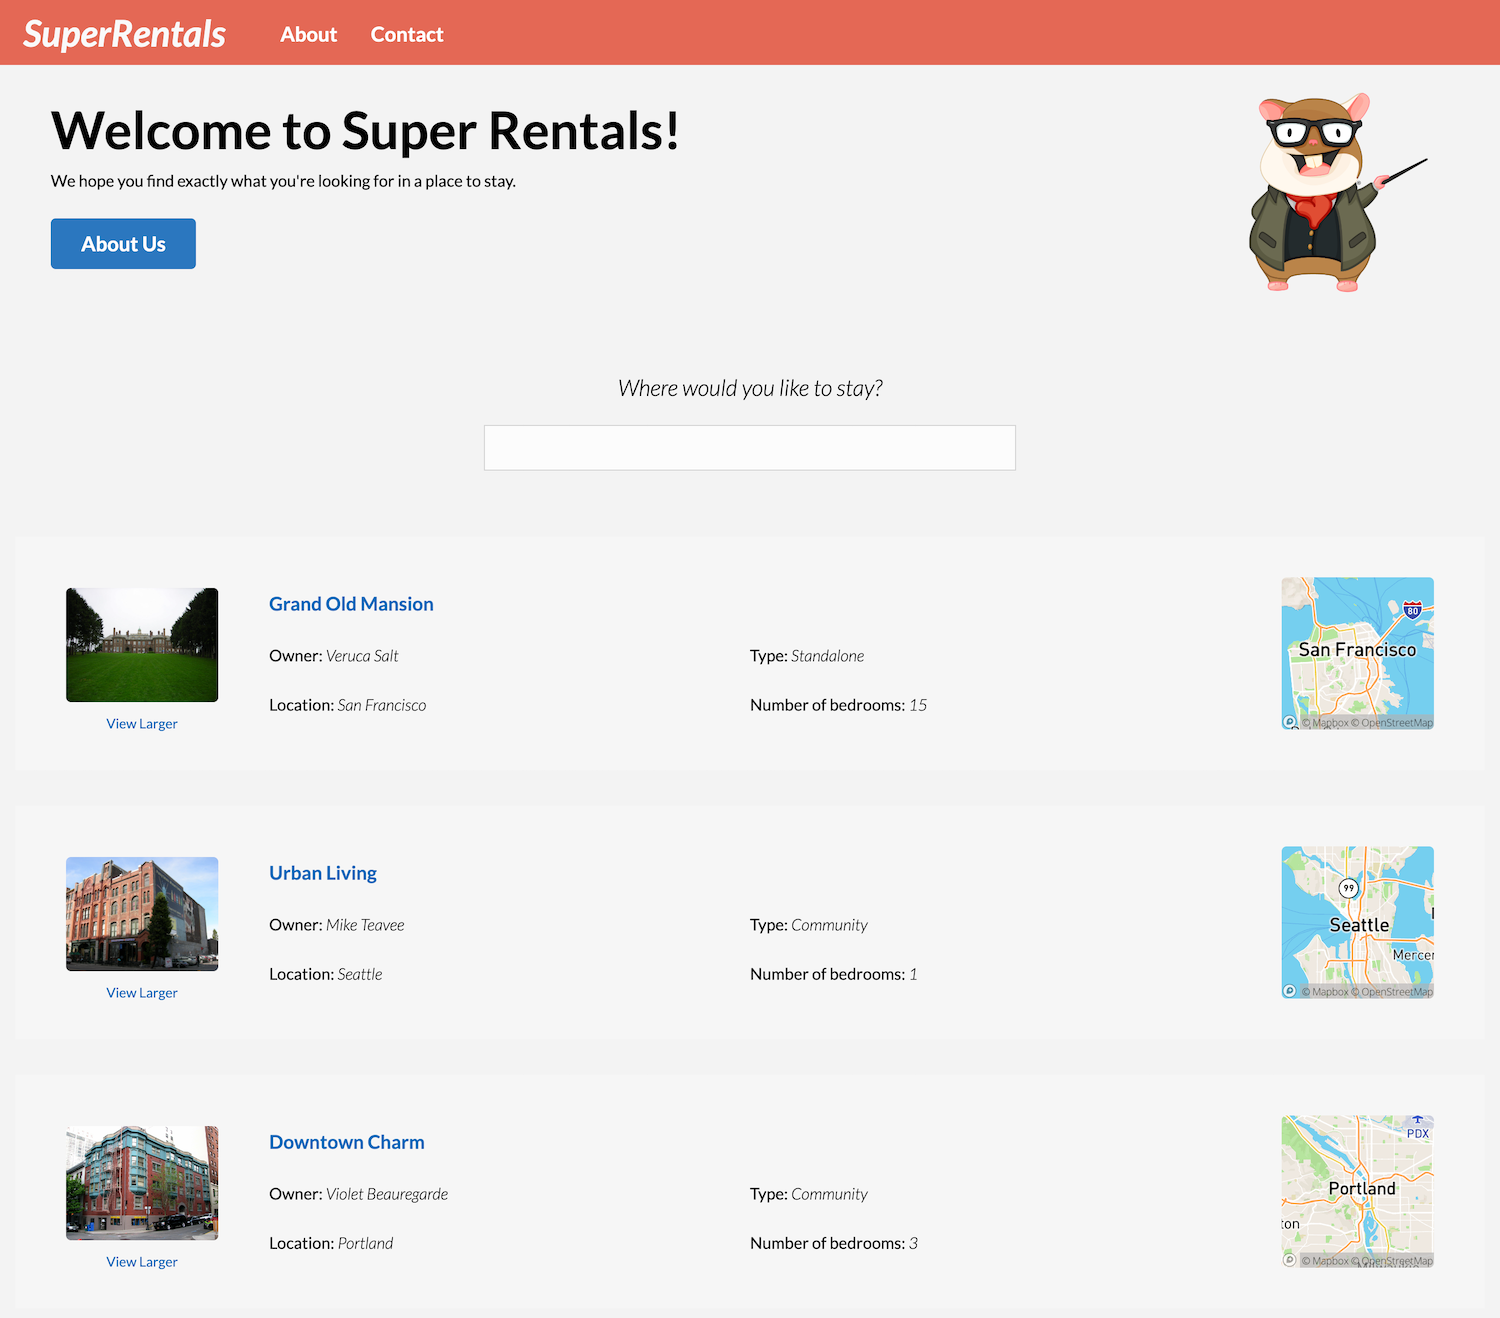 SuperRentals About Contact
Welcome to Super Rentals!
We hope you find exactly what you're looking for in a place to stay.
About Us
Where would you like to stay?
Grand Old Mansion
Owner: Veruca Salt
Type: Standalone
Location: San Francisco
Number of bedrooms: 15
View Larger
80
San Francisco
© Mapbox © OpenStreetMap
Urban Living
Owner: Mike Teavee
Type: Community
Location: Seattle
Number of bedrooms: 1
View Larger
99
Seattle
Mercer
© Mapbox © OpenStreetMap
Downtown Charm
Owner: Violet Beauregarde
Type: Community
Location: Portland
Number of bedrooms: 3
View Larger
PDX
Portland
ton
© Mapbox © OpenStreetMap